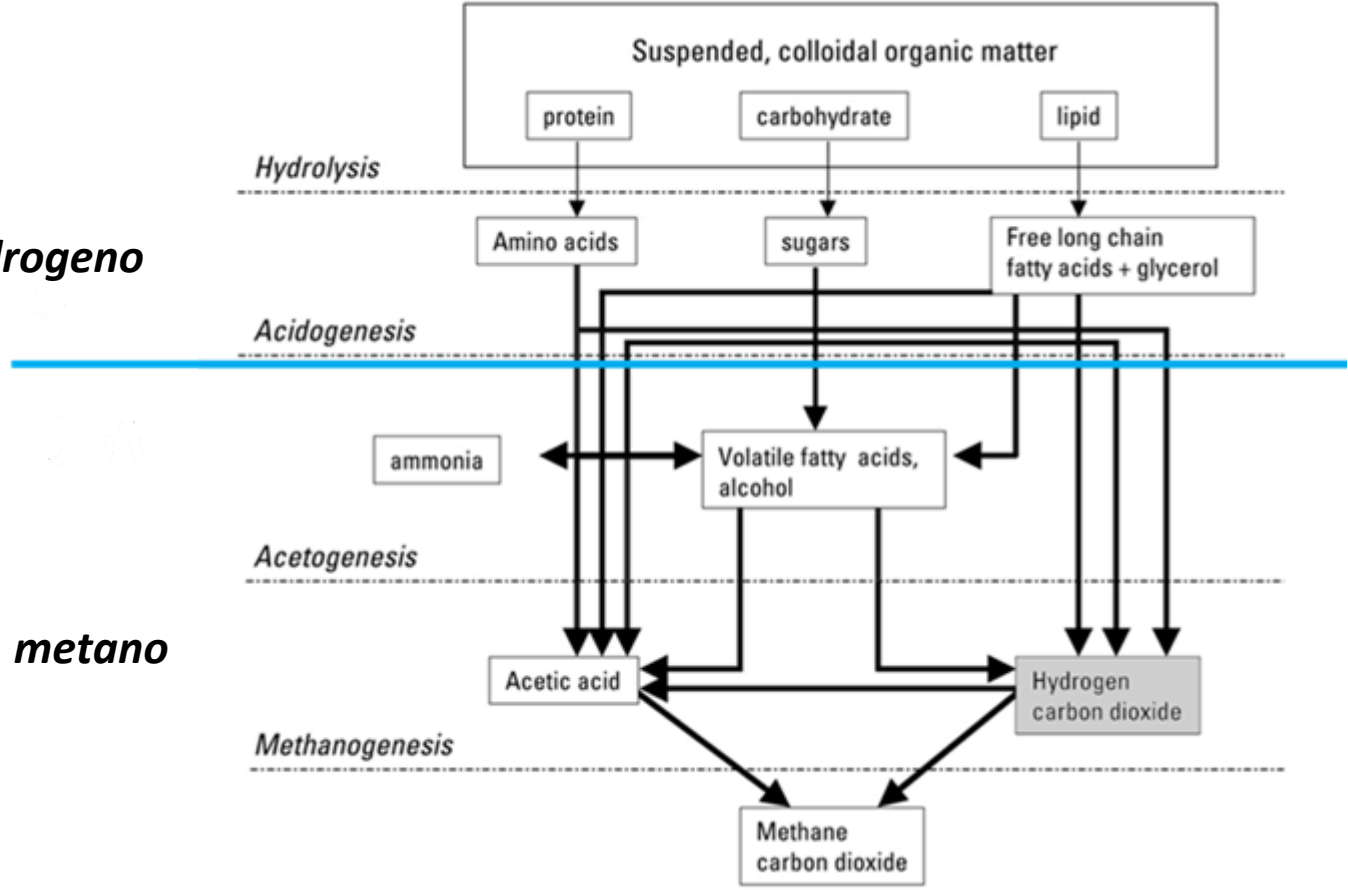 Suspended, colloidal organic matter
protein
carbohydrate
lipid
Hydrolysis
Amino acids
sugars
Free long chain
fatty acids + glycerol
drogeno
Acidogenesis
ammonia
Volatile fatty acids,
alcohol
Acetogenesis
metano
Acetic acid
Hydrogen
carbon dioxide
Methanogenesis
Methane
carbon dioxide